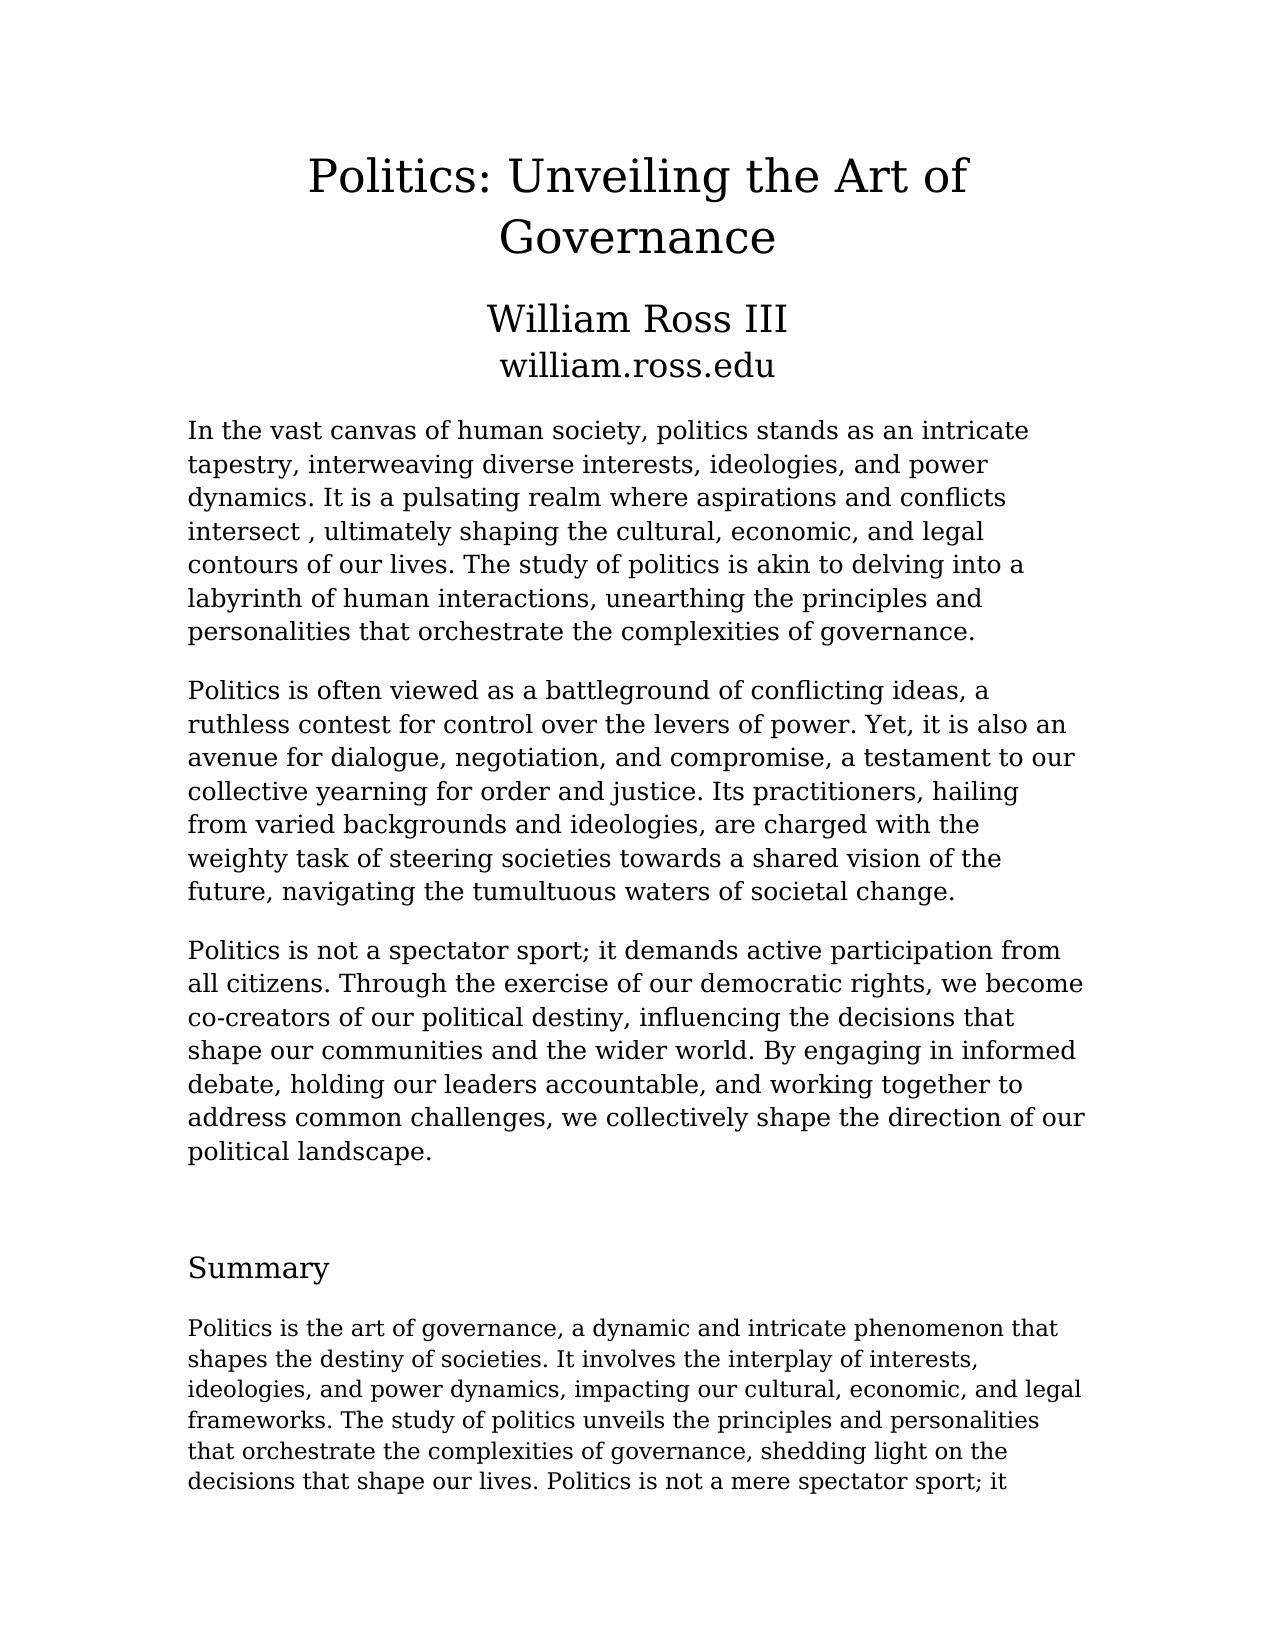 Politics: Unveiling the Art of
Governance
William Ross III
william.ross.edu
In the vast canvas of human society, politics stands as an intricate
tapestry, interweaving diverse interests, ideologies, and power
dynamics. It is a pulsating realm where aspirations and conflicts
intersect , ultimately shaping the cultural, economic, and legal
contours of our lives. The study of politics is akin to delving into a
labyrinth of human interactions, unearthing the principles and
personalities that orchestrate the complexities of governance.
Politics is often viewed as a battleground of conflicting ideas, a
ruthless contest for control over the levers of power. Yet, it is also an
avenue for dialogue, negotiation, and compromise, a testament to our
collective yearning for order and justice. Its practitioners, hailing
from varied backgrounds and ideologies, are charged with the
weighty task of steering societies towards a shared vision of the
future, navigating the tumultuous waters of societal change.
Politics is not a spectator sport; it demands active participation from
all citizens. Through the exercise of our democratic rights, we become
co-creators of our political destiny, influencing the decisions that
shape our communities and the wider world. By engaging in informed
debate, holding our leaders accountable, and working together to
address common challenges, we collectively shape the direction of our
political landscape.
Summary
Politics is the art of governance, a dynamic and intricate phenomenon that
shapes the destiny of societies. It involves the interplay of interests,
ideologies, and power dynamics, impacting our cultural, economic, and legal
frameworks. The study of politics unveils the principles and personalities
that orchestrate the complexities of governance, shedding light on the
decisions that shape our lives. Politics is not a mere spectator sport; it